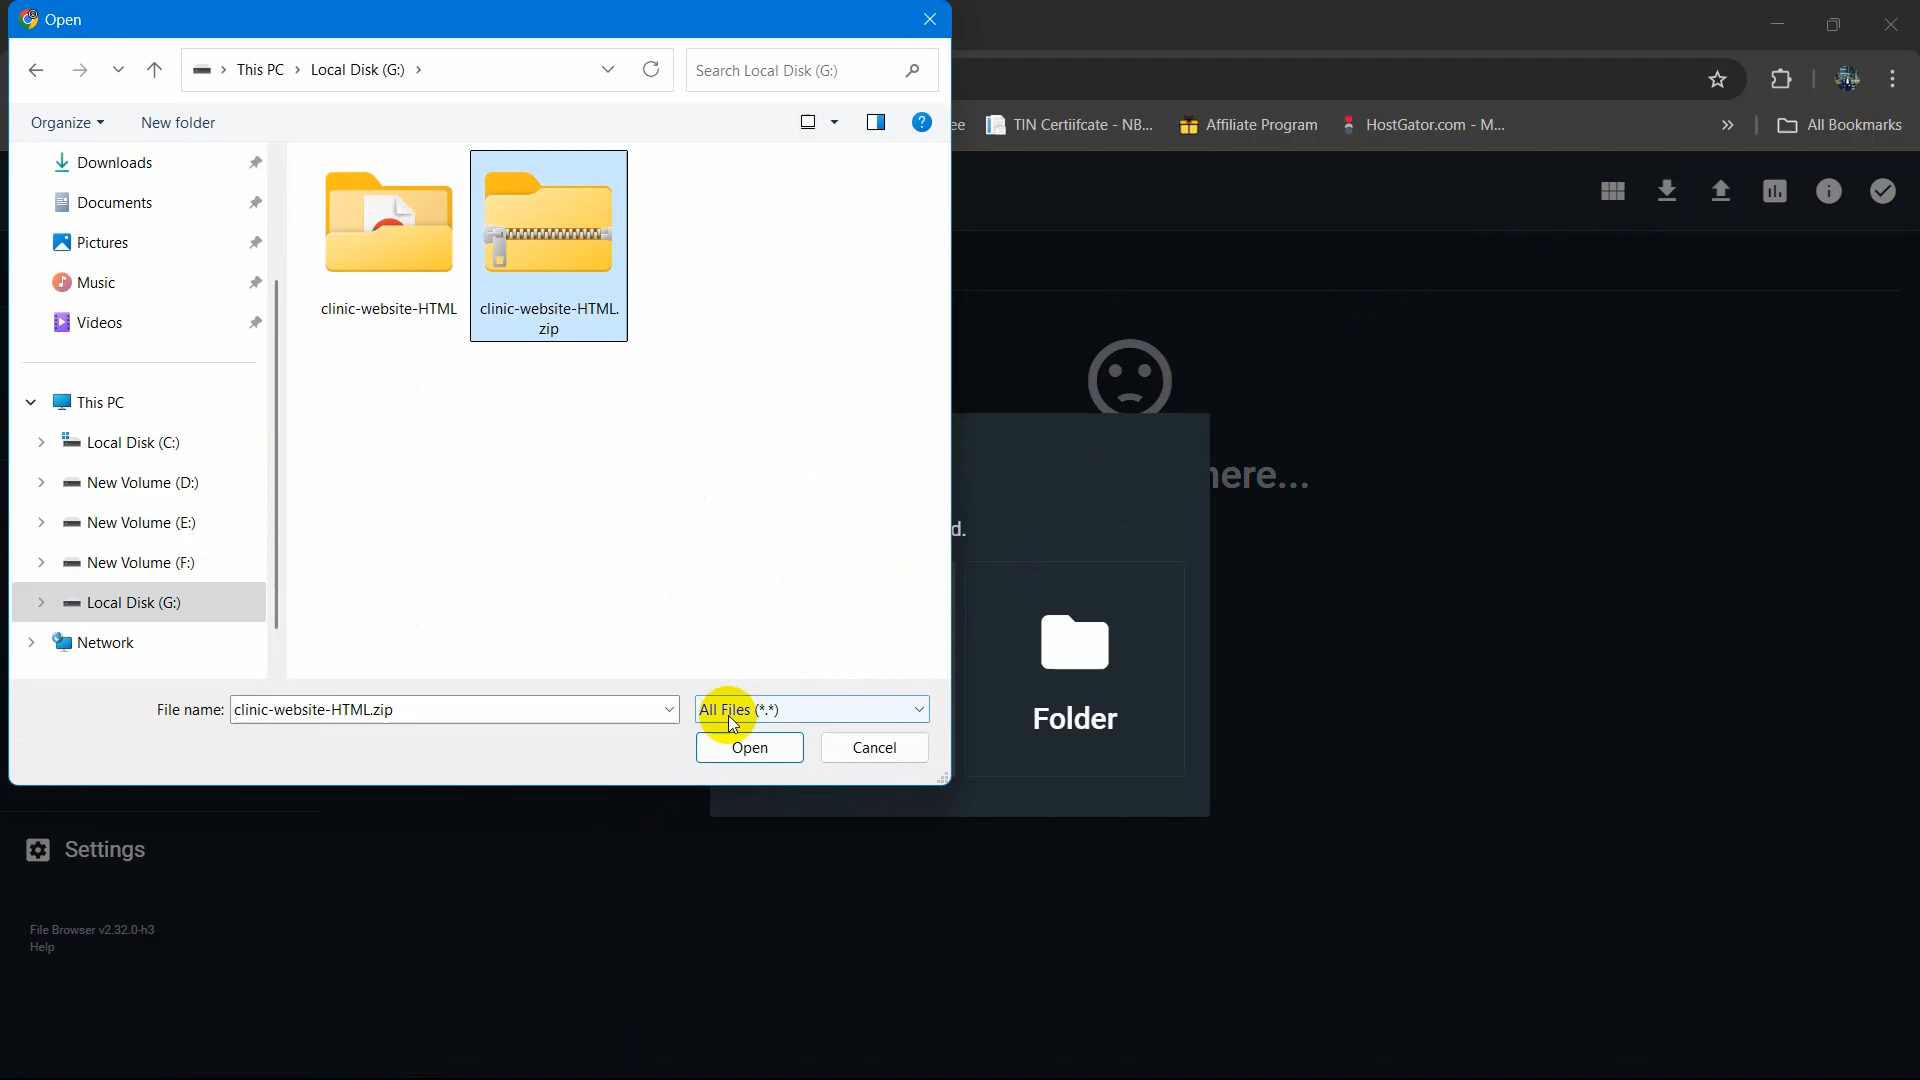 Open
This PC > Local Disk (G:) >
Search Local Disk (G:)
Organize
New folder
ee
TIN Certiifcate - NB...
Affiliate Program
HostGator.com - M...
»
All Bookmarks
Downloads
Documents
Pictures
Music
Videos
This PC
Local Disk (C:)
New Volume (D:)
New Volume (E:)
New Volume (F:)
Local Disk (G:)
Network
clinic-website-HTML
clinic-website-HTML.
zip
here...
d.
Folder
File name: clinic-website-HTML.zip
All Files (*.*)
Open
Cancel
Settings
File Browser v2.32.0-h3
Help